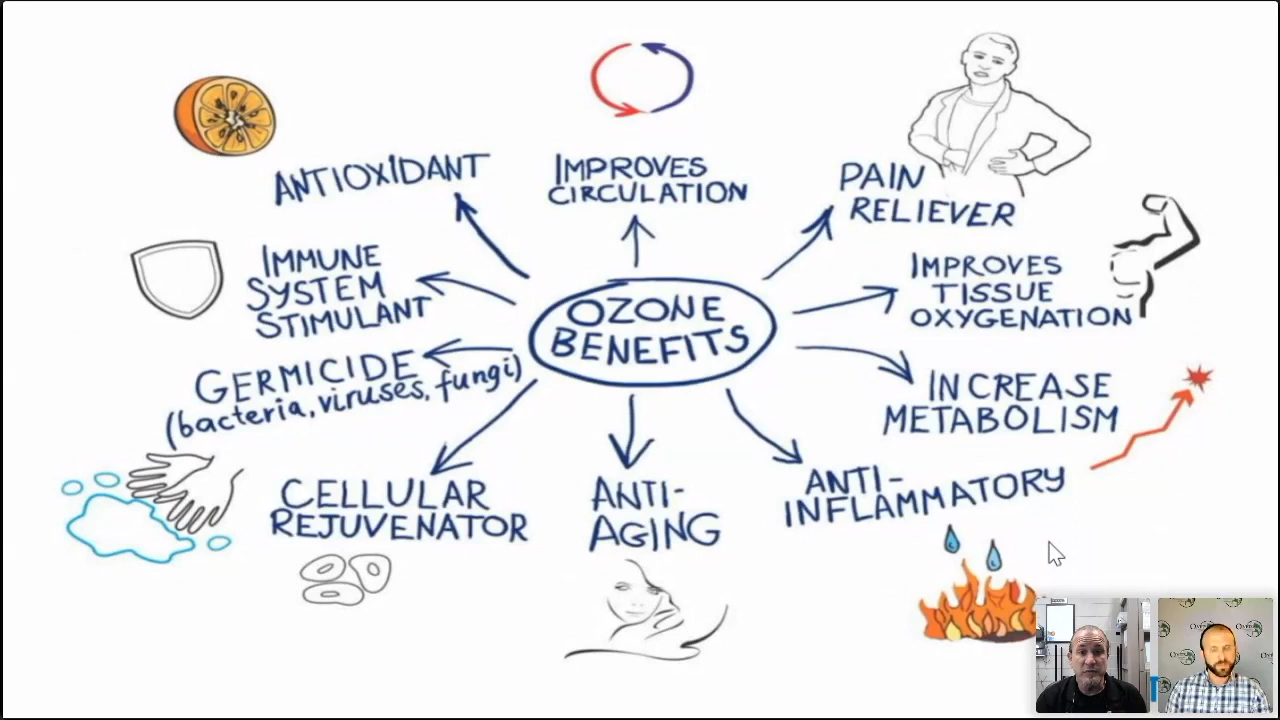 ANTIOXIDANT
IMPROVES
CIRCULATION
PAIN
RELIEVER
IMMUNE
SYSTEM
STIMULANT
OZONE
BENEFITS
IMPROVES
TISSUE
OXYGENATION
GERMICIDE
(bacteria, viruses, fungi)
INCREASE
METABOLISM
CELLULAR
REJUVENATOR
ANTI-
AGING
ANTI-
INFLAMMATORY